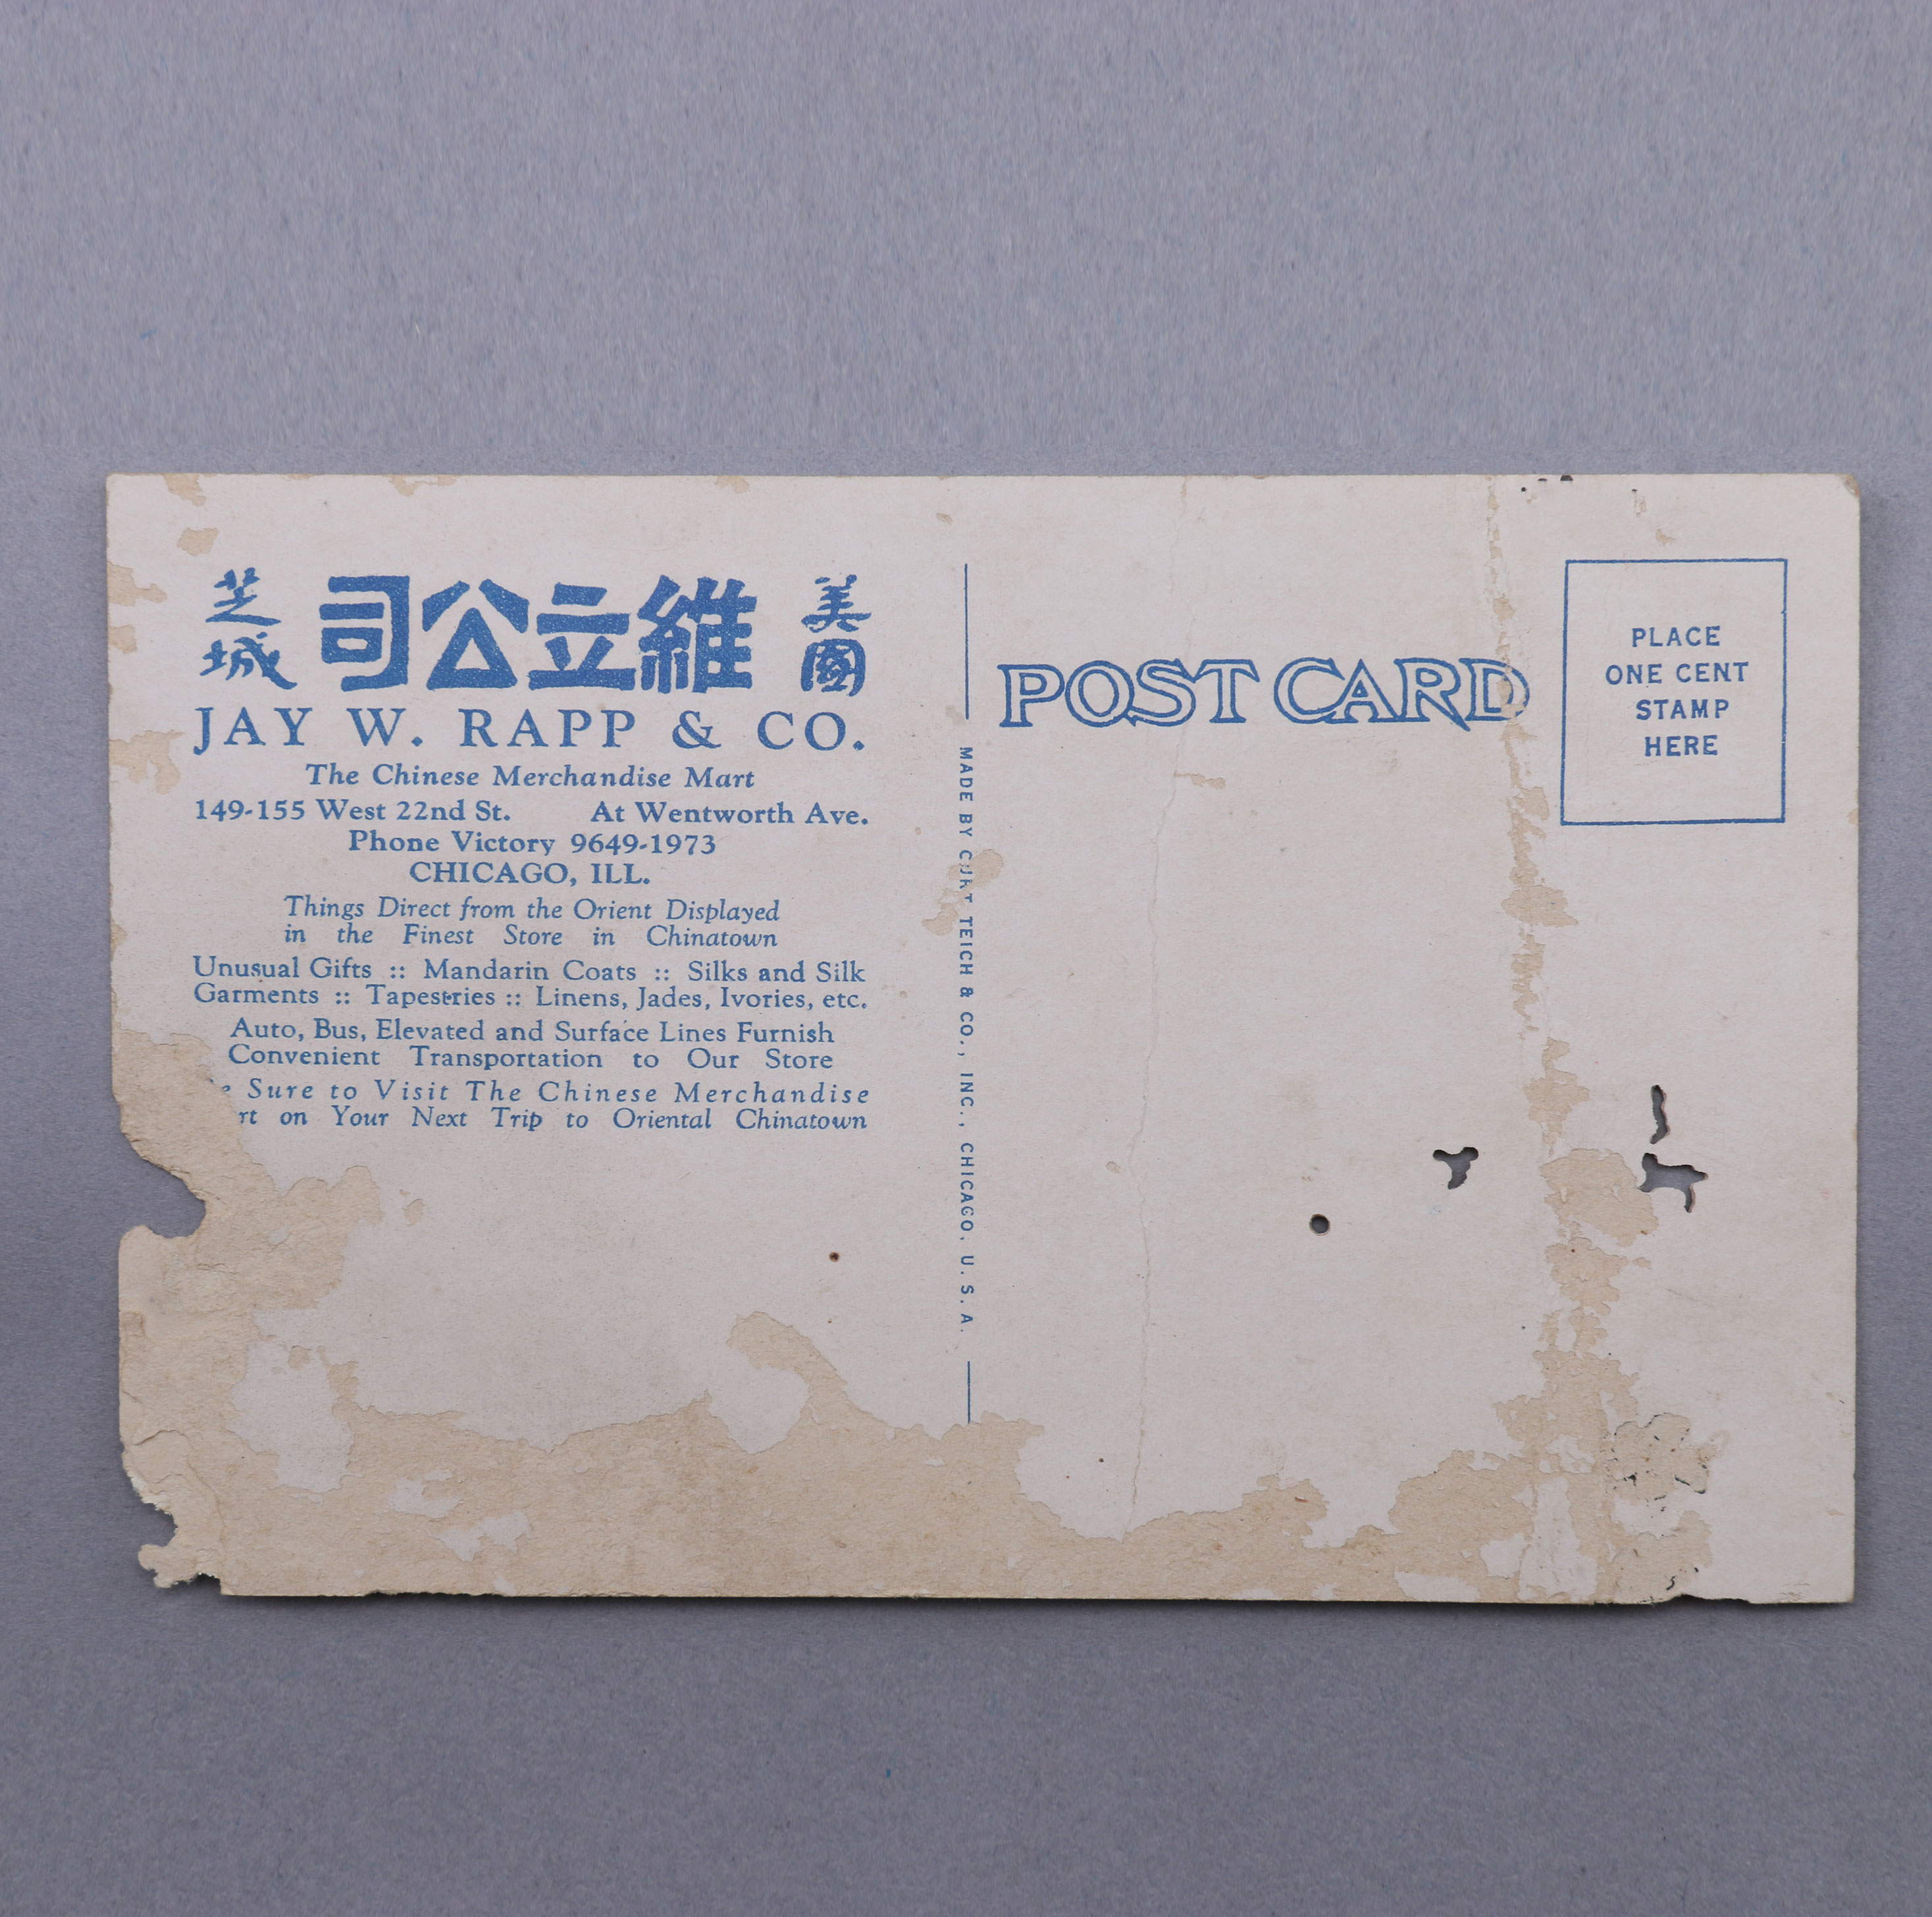 美國 維立公司 芝城
JAY W. RAPP & CO.
The Chinese Merchandise Mart
149-155 West 22nd St. At Wentworth Ave.
Phone Victory 9649-1973
CHICAGO, ILL.
Things Direct from the Orient Displayed
in the Finest Store in Chinatown
Unusual Gifts :: Mandarin Coats :: Silks and Silk
Garments :: Tapestries :: Linens, Jades, Ivories, etc.
Auto, Bus, Elevated and Surface Lines Furnish
Convenient Transportation to Our Store
Sure to Visit The Chinese Merchandise
on Your Next Trip to Oriental Chinatown
MADE BY CURT TEICH & CO., INC., CHICAGO, U. S. A.
POST CARD
PLACE
ONE CENT
STAMP
HERE